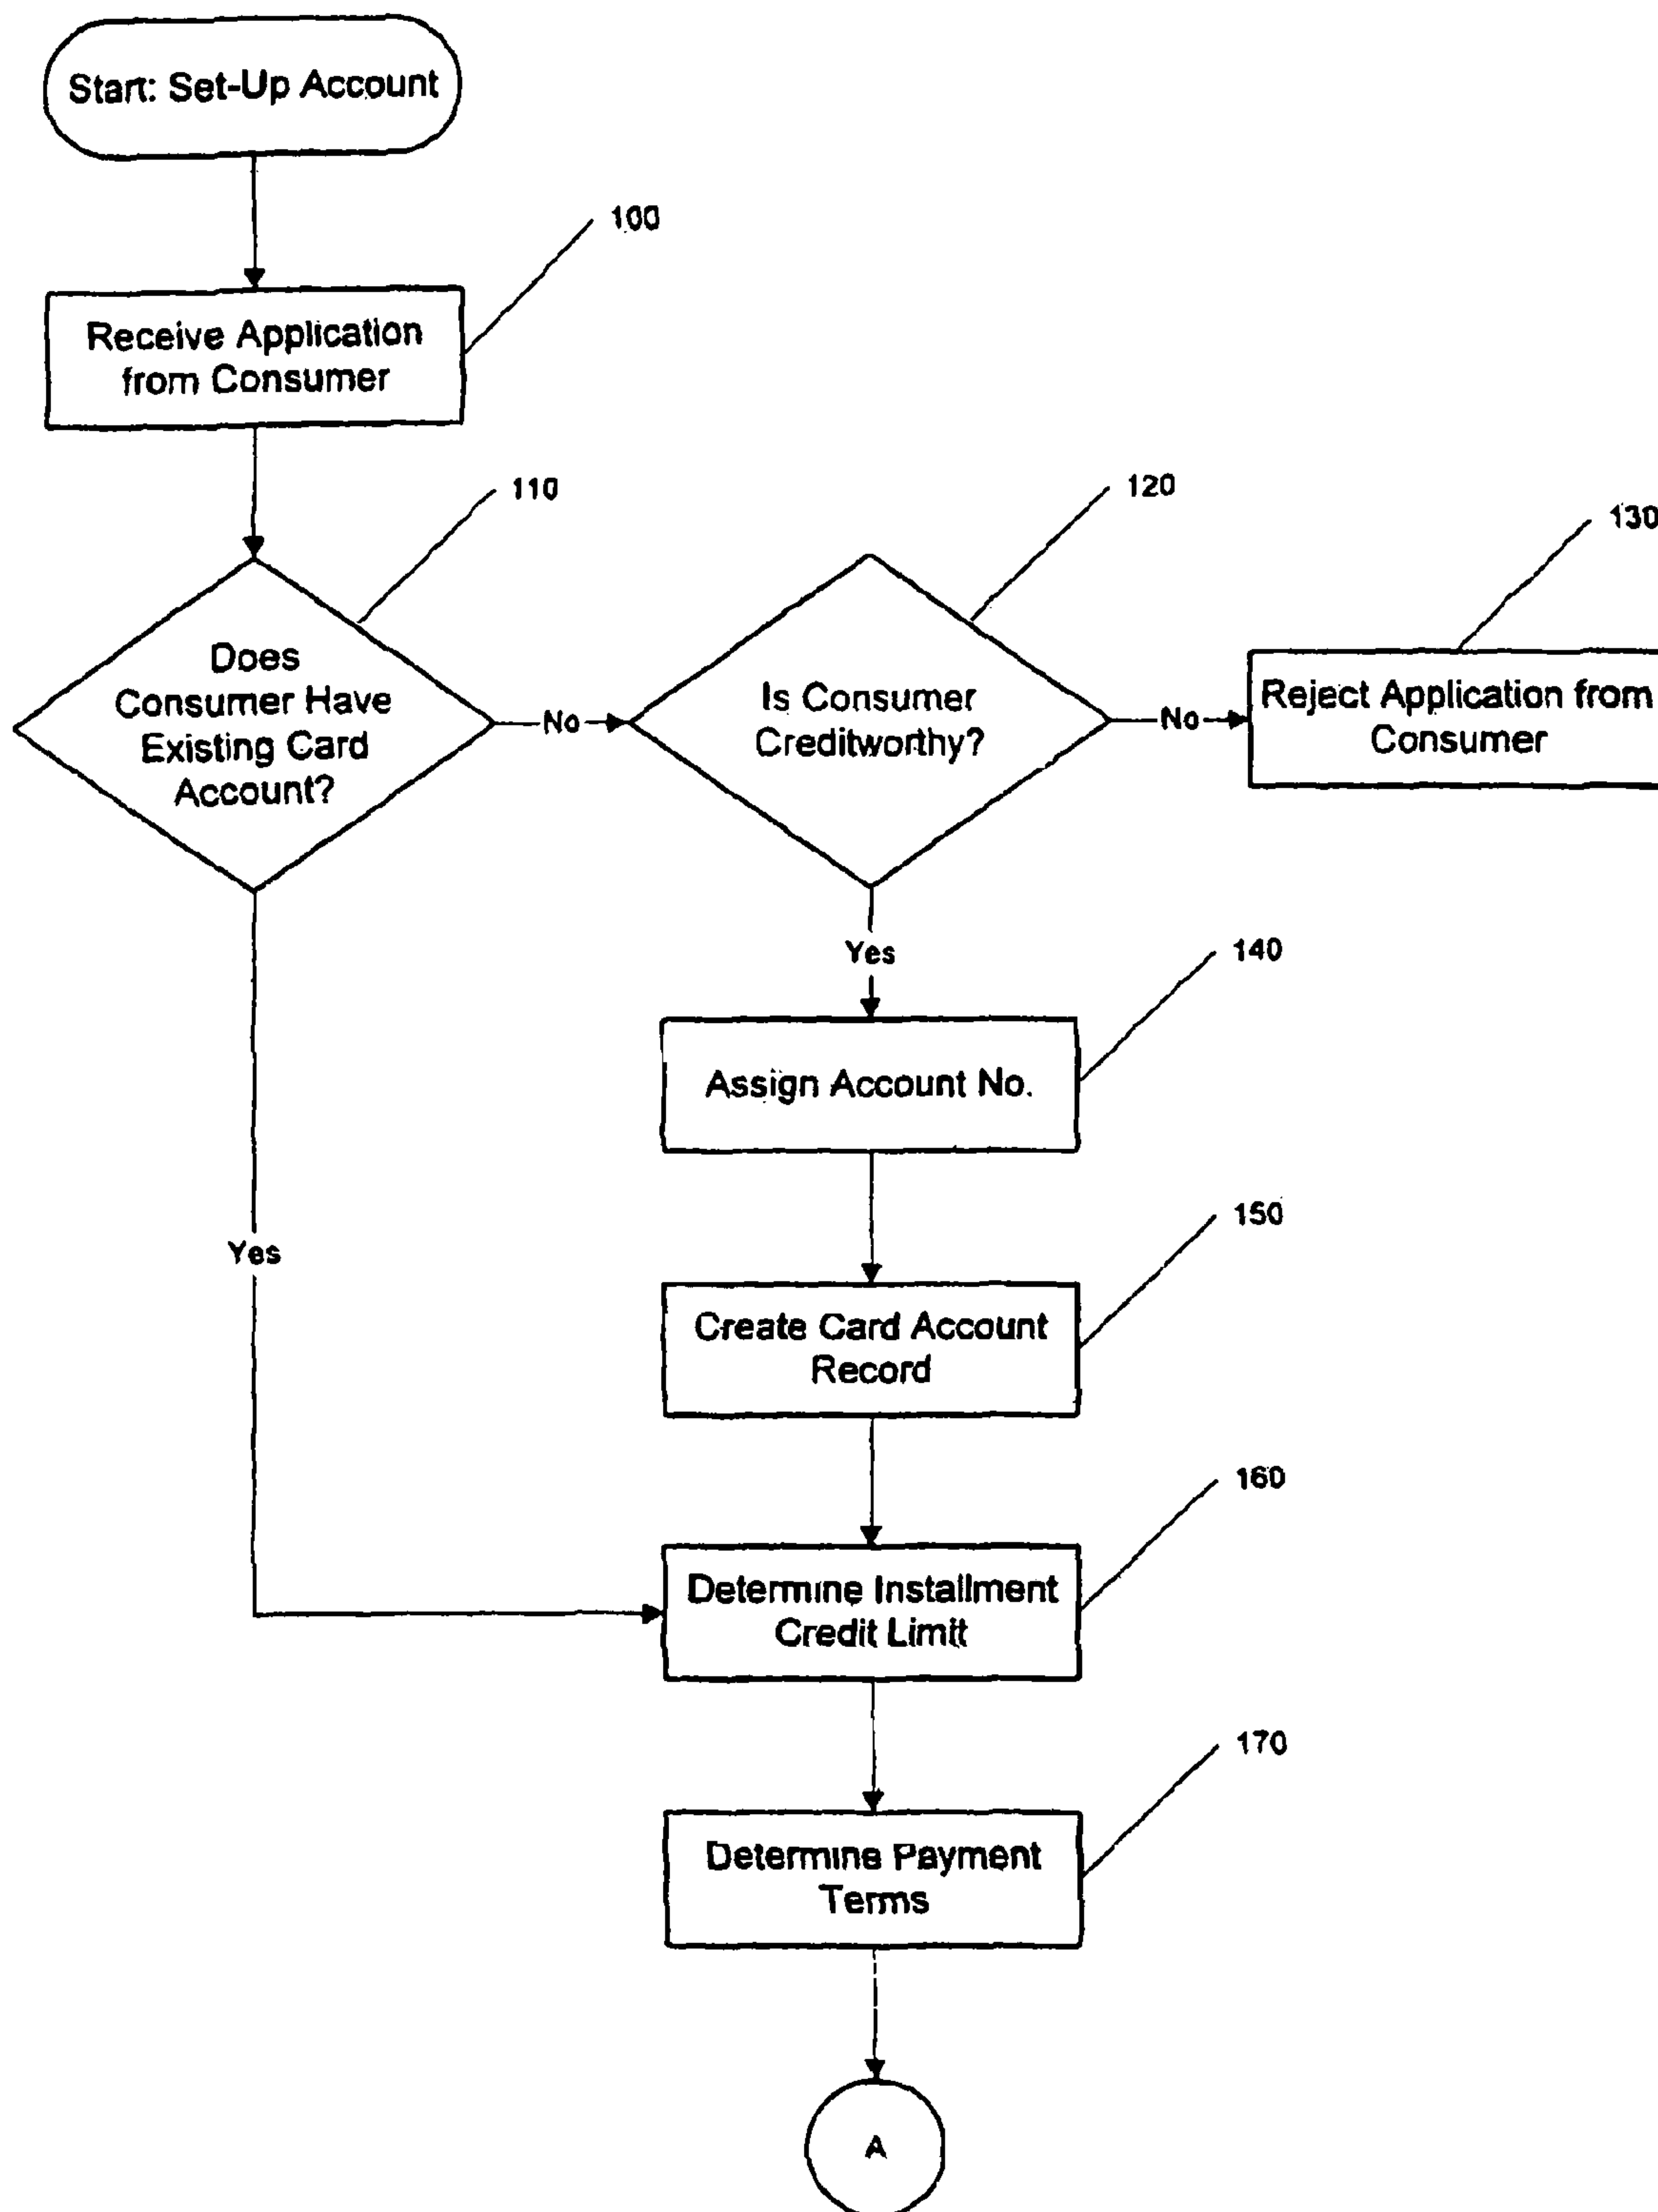 Start: Set-Up Account
100
Receive Application
from Consumer
110
120
130
Does
Consumer Have
Existing Card
Account?
No
Is Consumer
Creditworthy?
No
Reject Application from
Consumer
Yes
140
Assign Account No.
150
Yes
Create Card Account
Record
160
Determine Installment
Credit Limit
170
Determine Payment
Terms
A